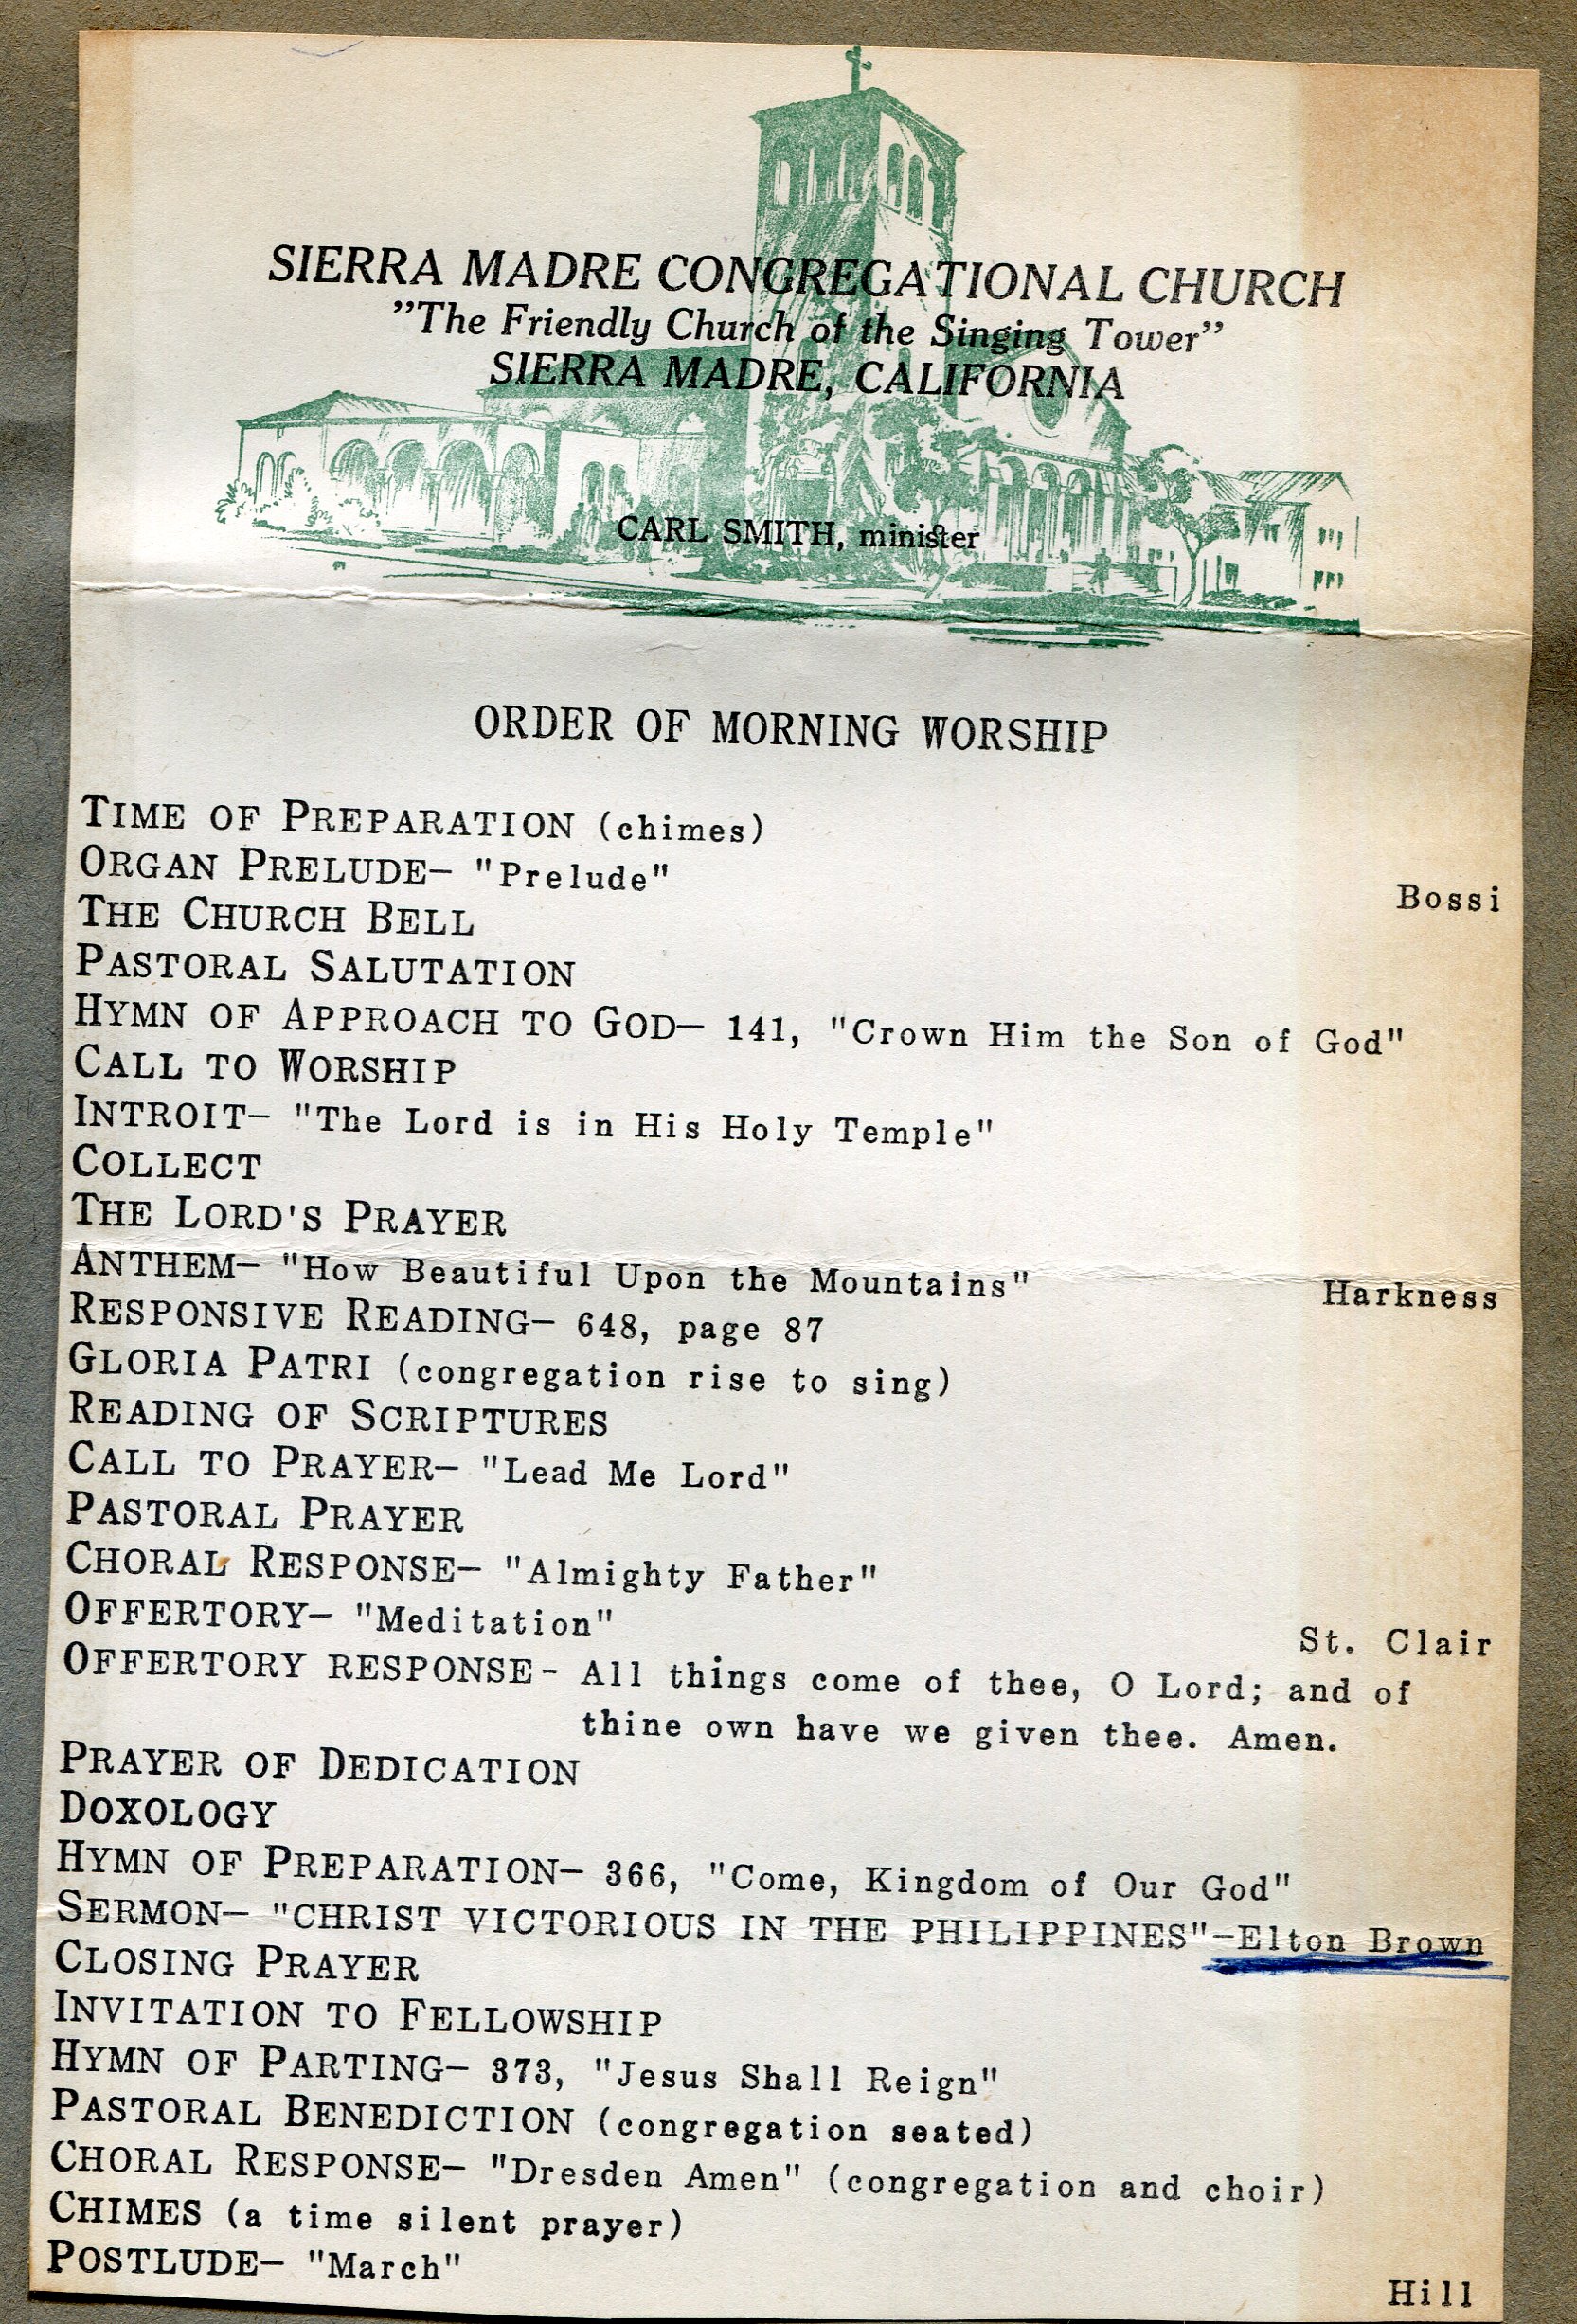 SIERRA MADRE CONGREGATIONAL CHURCH
"The Friendly Church of the Singing Tower"
SIERRA MADRE, CALIFORNIA
CARL SMITH, minister
ORDER OF MORNING WORSHIP
TIME OF PREPARATION (chimes)
ORGAN PRELUDE— "Prelude" Bossi
THE CHURCH BELL
PASTORAL SALUTATION
HYMN OF APPROACH TO GOD— 141, "Crown Him the Son of God"
CALL TO WORSHIP
INTROIT— "The Lord is in His Holy Temple"
COLLECT
THE LORD'S PRAYER
ANTHEM— "How Beautiful Upon the Mountains" Harkness
RESPONSIVE READING— 648, page 87
GLORIA PATRI (congregation rise to sing)
READING OF SCRIPTURES
CALL TO PRAYER— "Lead Me Lord"
PASTORAL PRAYER
CHORAL RESPONSE— "Almighty Father"
OFFERTORY— "Meditation" St. Clair
OFFERTORY RESPONSE- All things come of thee, O Lord; and of
thine own have we given thee. Amen.
PRAYER OF DEDICATION
DOXOLOGY
HYMN OF PREPARATION— 366, "Come, Kingdom of Our God"
SERMON— "CHRIST VICTORIOUS IN THE PHILIPPINES"—Elton Brown
CLOSING PRAYER
INVITATION TO FELLOWSHIP
HYMN OF PARTING— 373, "Jesus Shall Reign"
PASTORAL BENEDICTION (congregation seated)
CHORAL RESPONSE— "Dresden Amen" (congregation and choir)
CHIMES (a time silent prayer)
POSTLUDE— "March" Hill